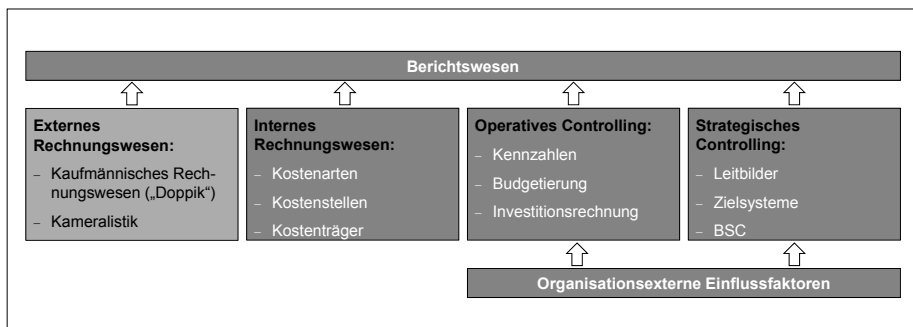 Berichtswesen
Externes
Rechnungswesen:
– Kaufmännisches Rech-
nungswesen („Doppik“)
– Kameralistik
Internes
Rechnungswesen:
– Kostenarten
– Kostenstellen
– Kostenträger
Operatives Controlling:
– Kennzahlen
– Budgetierung
– Investitionsrechnung
Strategisches
Controlling:
– Leitbilder
– Zielsysteme
– BSC
Organisationsexterne Einflussfaktoren